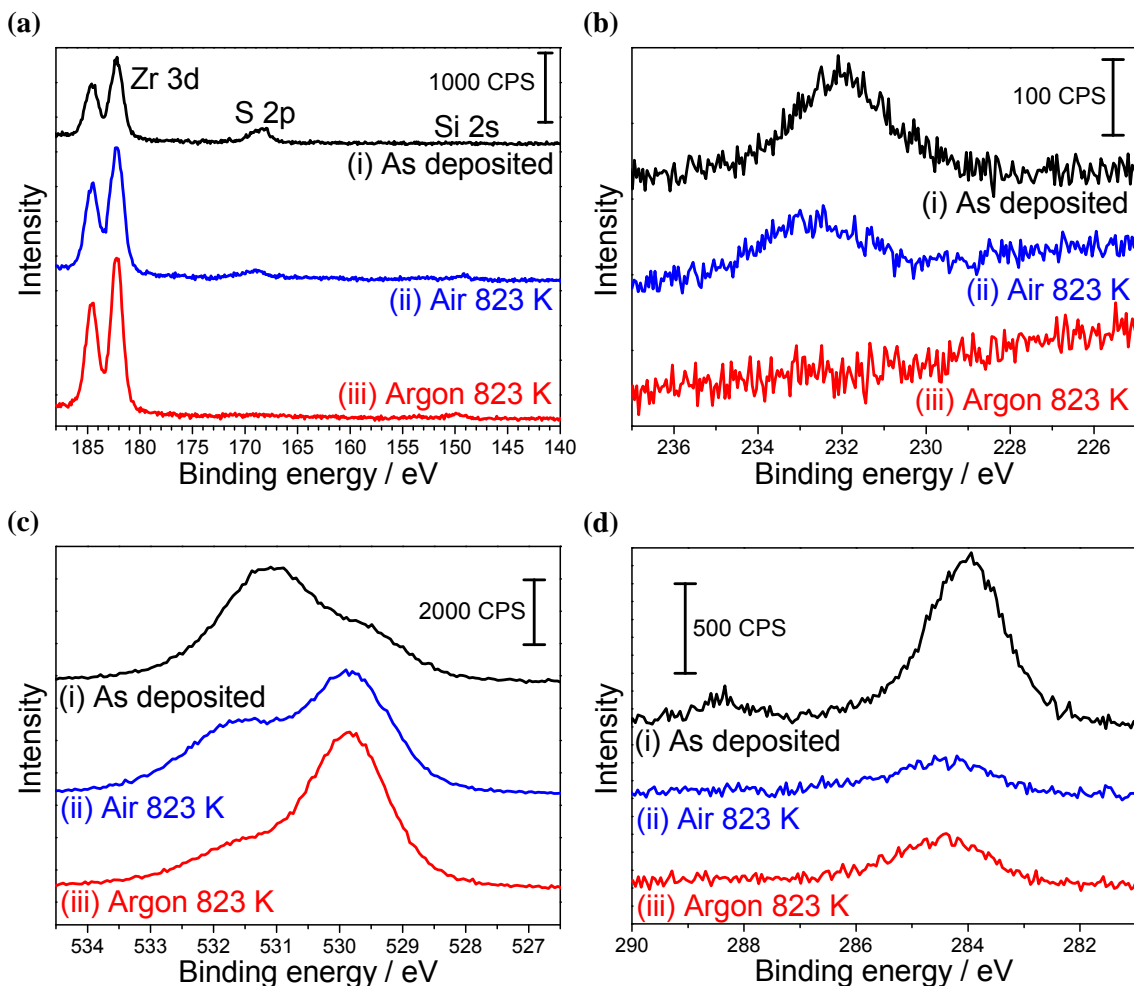 (a)
Zr 3d
S 2p
Si 2s
1000 CPS
(i) As deposited
(ii) Air 823 K
(iii) Argon 823 K
Intensity
185 180 175 170 165 160 155 150 145 140
Binding energy / eV
(b)
100 CPS
(i) As deposited
(ii) Air 823 K
(iii) Argon 823 K
Intensity
236 234 232 230 228 226
Binding energy / eV
(c)
2000 CPS
(i) As deposited
(ii) Air 823 K
(iii) Argon 823 K
Intensity
534 533 532 531 530 529 528 527
Binding energy / eV
(d)
500 CPS
(i) As deposited
(ii) Air 823 K
(iii) Argon 823 K
Intensity
290 288 286 284 282
Binding energy / eV